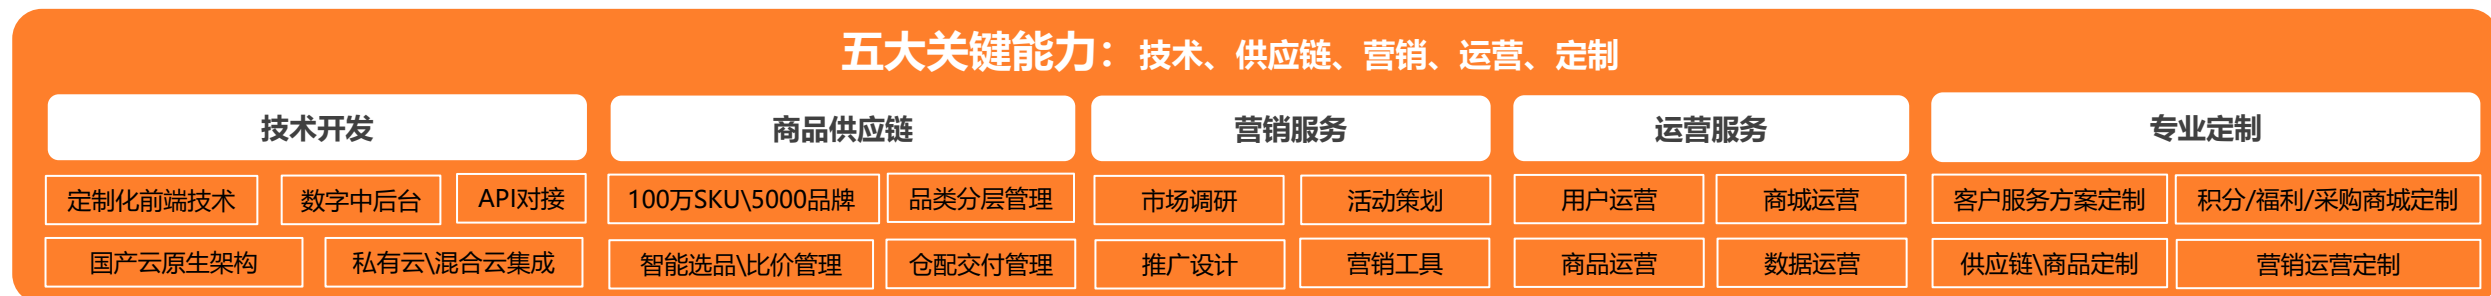 五大关键能力：技术、供应链、营销、运营、定制
技术开发
定制化前端技术
数字中后台
API对接
国产云原生架构
私有云\混合云集成
商品供应链
100万SKU\5000品牌
品类分层管理
智能选品\比价管理
仓配交付管理
营销服务
市场调研
活动策划
推广设计
营销工具
运营服务
用户运营
商城运营
商品运营
数据运营
专业定制
客户服务方案定制
积分/福利/采购商城定制
供应链\商品定制
营销运营定制